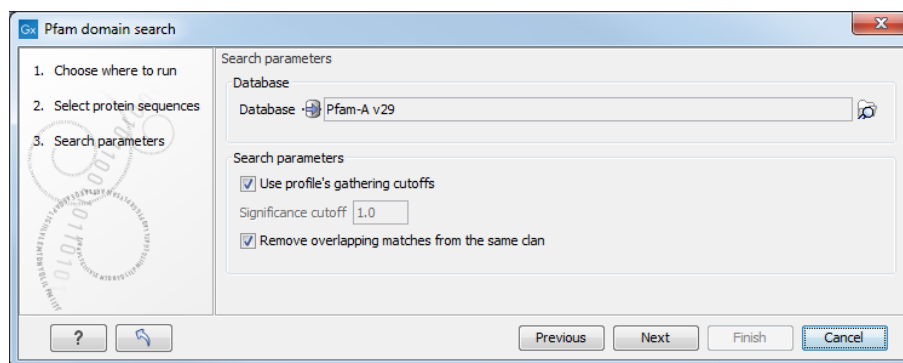 Gx Pfam domain search
1. Choose where to run
2. Select protein sequences
3. Search parameters
Search parameters
Database
Database Pfam-A v29
Search parameters
Use profile's gathering cutoffs
Significance cutoff 1.0
Remove overlapping matches from the same clan
?
Previous
Next
Finish
Cancel